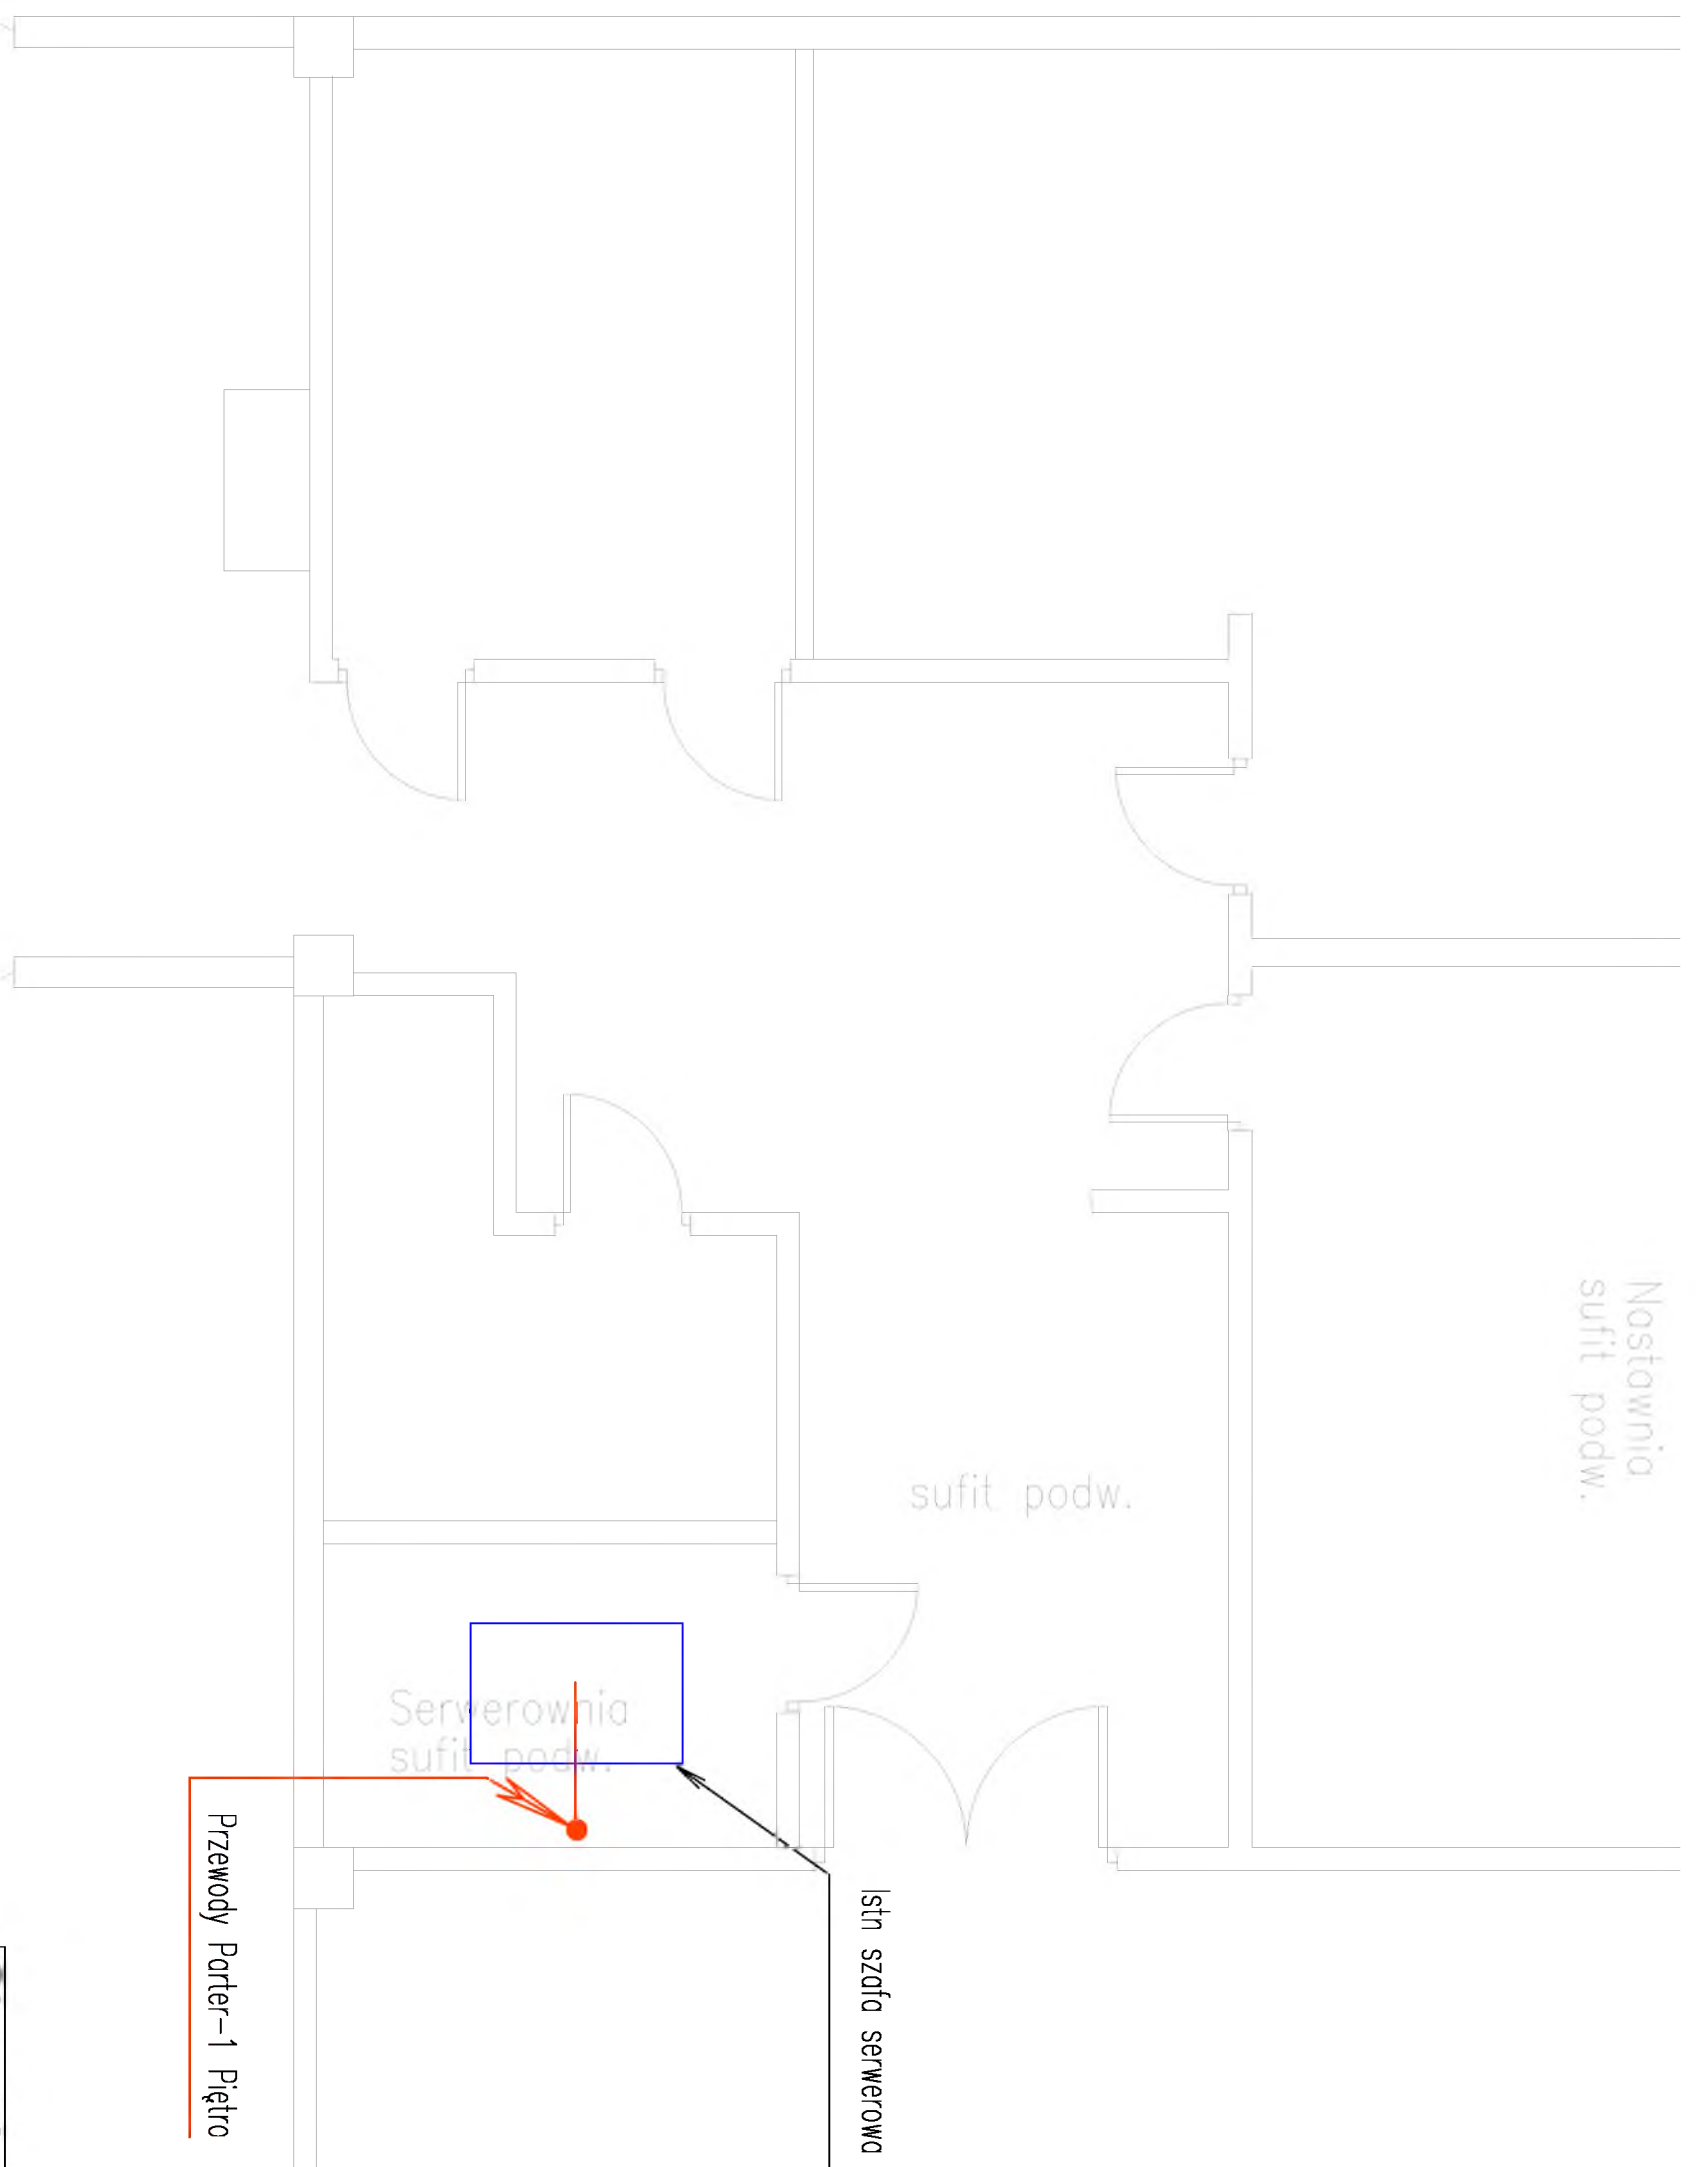 Nastawnia
sufit podw.
sufit podw.
Serwerownia
sufit podw.
Przewody Parter-1 Piętro
Istn szafa serwerowa